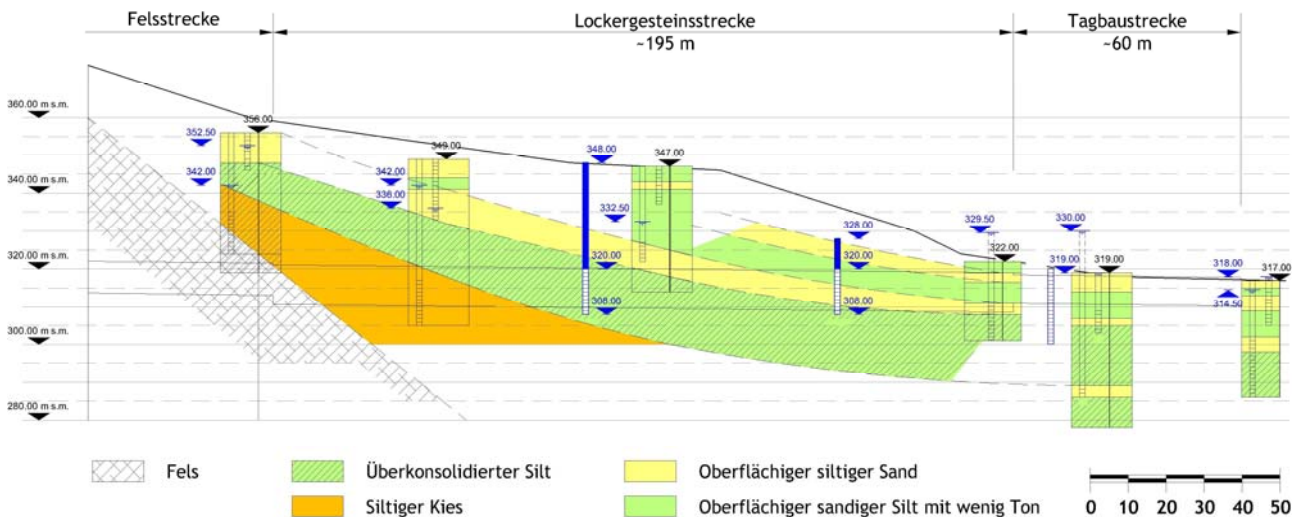 Felsstrecke
Lockergesteinsstrecke
~195 m
Tagbaustrecke
~60 m
360.00 m s.m.
340.00 m s.m.
320.00 m s.m.
300.00 m s.m.
280.00 m s.m.
352.50
356.00
342.00
349.00
342.00
336.00
348.00
347.00
332.50
320.00
308.00
328.00
320.00
308.00
329.50
322.00
330.00
319.00
319.00
318.00
317.00
314.50
Fels
Überkonsolidierter Silt
Oberflächiger siltiger Sand
Siltiger Kies
Oberflächiger sandiger Silt mit wenig Ton
0 10 20 30 40 50